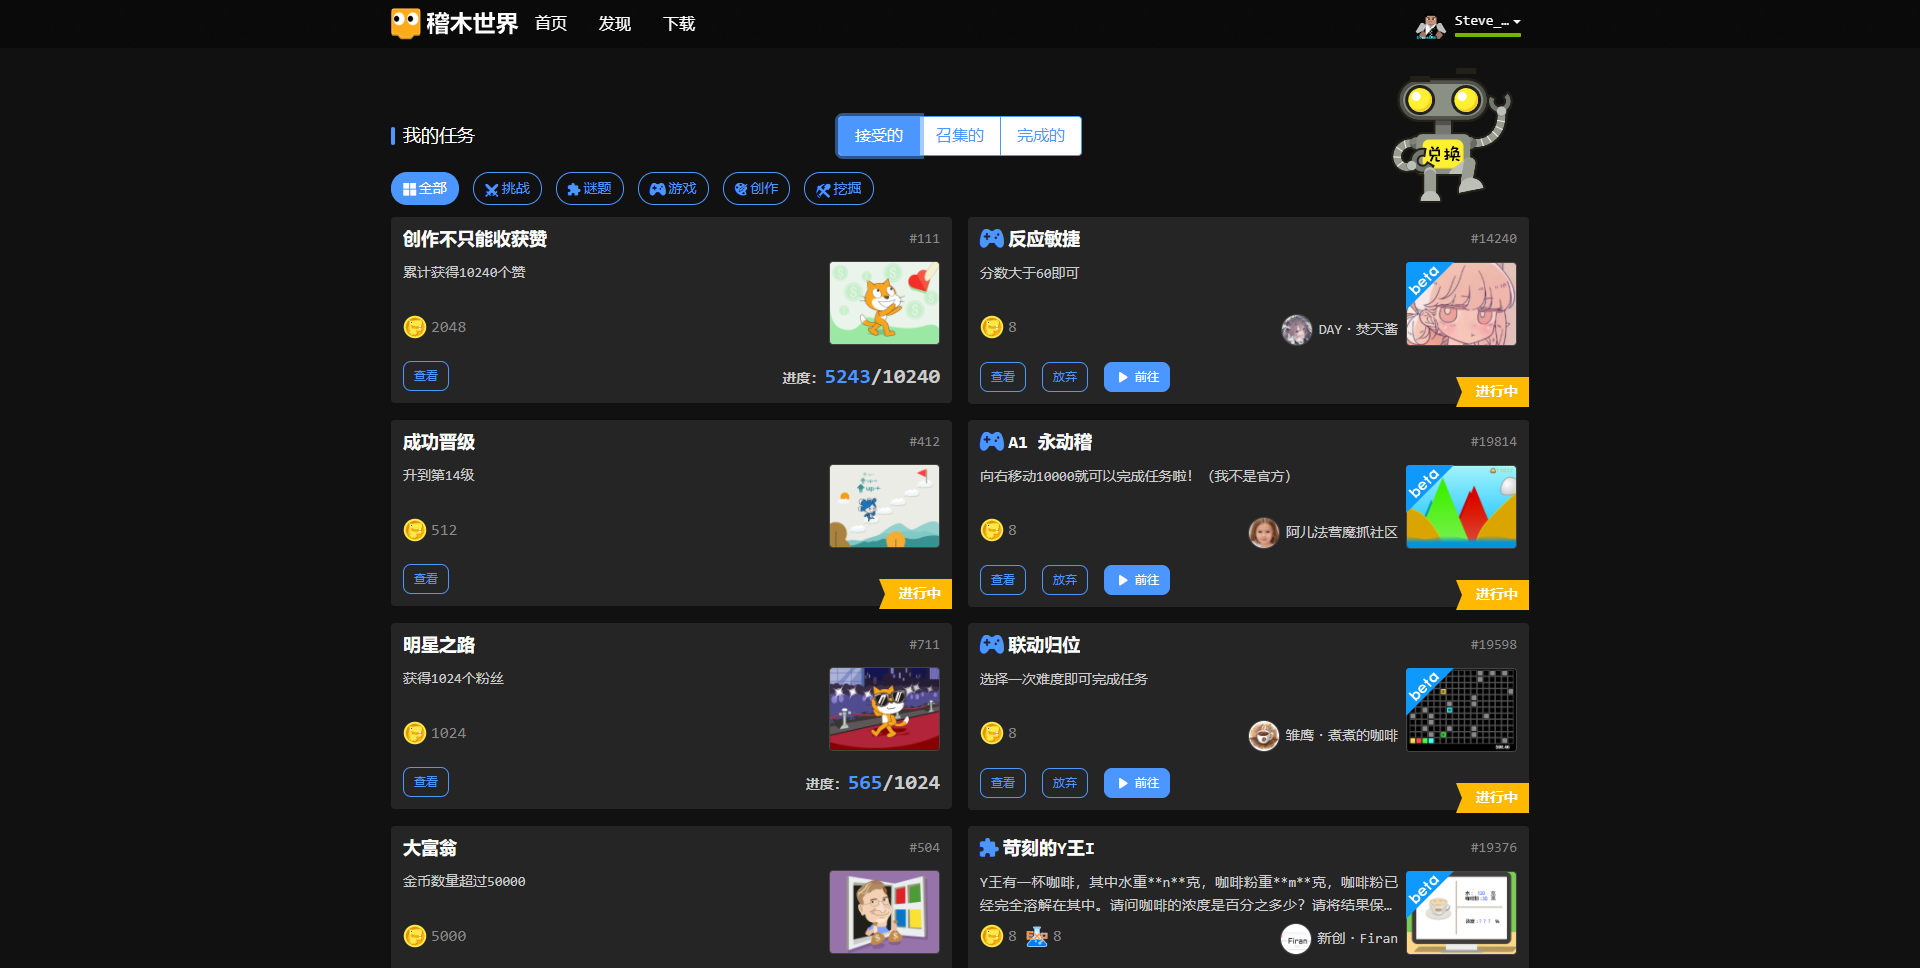 稽木世界 首页 发现 下载 Steve_…
我的任务
接受的 召集的 完成的
兑换
全部 挑战 谜题 游戏 创作 挖掘
创作不只能收获赞 #111
累计获得10240个赞
2048
查看 进度：5243/10240
反应敏捷 #14240
分数大于60即可
beta
8 DAY·焚天酱
查看 放弃 前往
进行中
成功晋级 #412
升到第14级
up+
512
查看
进行中
A1 永动稽 #19814
向右移动10000就可以完成任务啦！（我不是官方）
beta
8 阿儿法营魔抓社区
查看 放弃 前往
进行中
明星之路 #711
获得1024个粉丝
1024
查看 进度：565/1024
联动归位 #19598
选择一次难度即可完成任务
beta
8 雏鹰·煮煮的咖啡
查看 放弃 前往
进行中
大富翁 #504
金币数量超过50000
5000
苛刻的Y王I #19376
Y王有一杯咖啡，其中水重**n**克，咖啡粉重**m**克，咖啡粉已
经完全溶解在其中。请问咖啡的浓度是百分之多少？请将结果保…
beta
8 8 Firan 新创·Firan